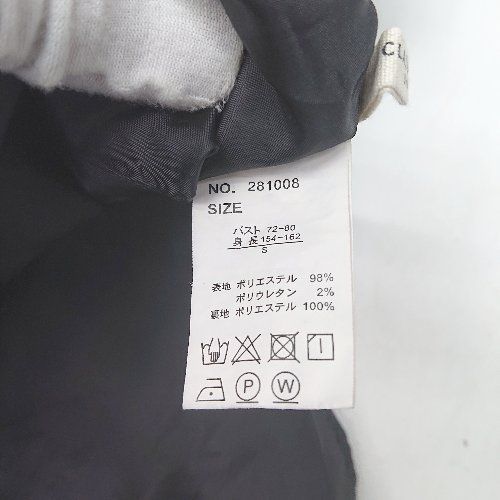 CL
NO. 281008
SIZE
バスト 72-80
身長 154-162
S
表地 ポリエステル 98%
ポリウレタン 2%
裏地 ポリエステル 100%
P W